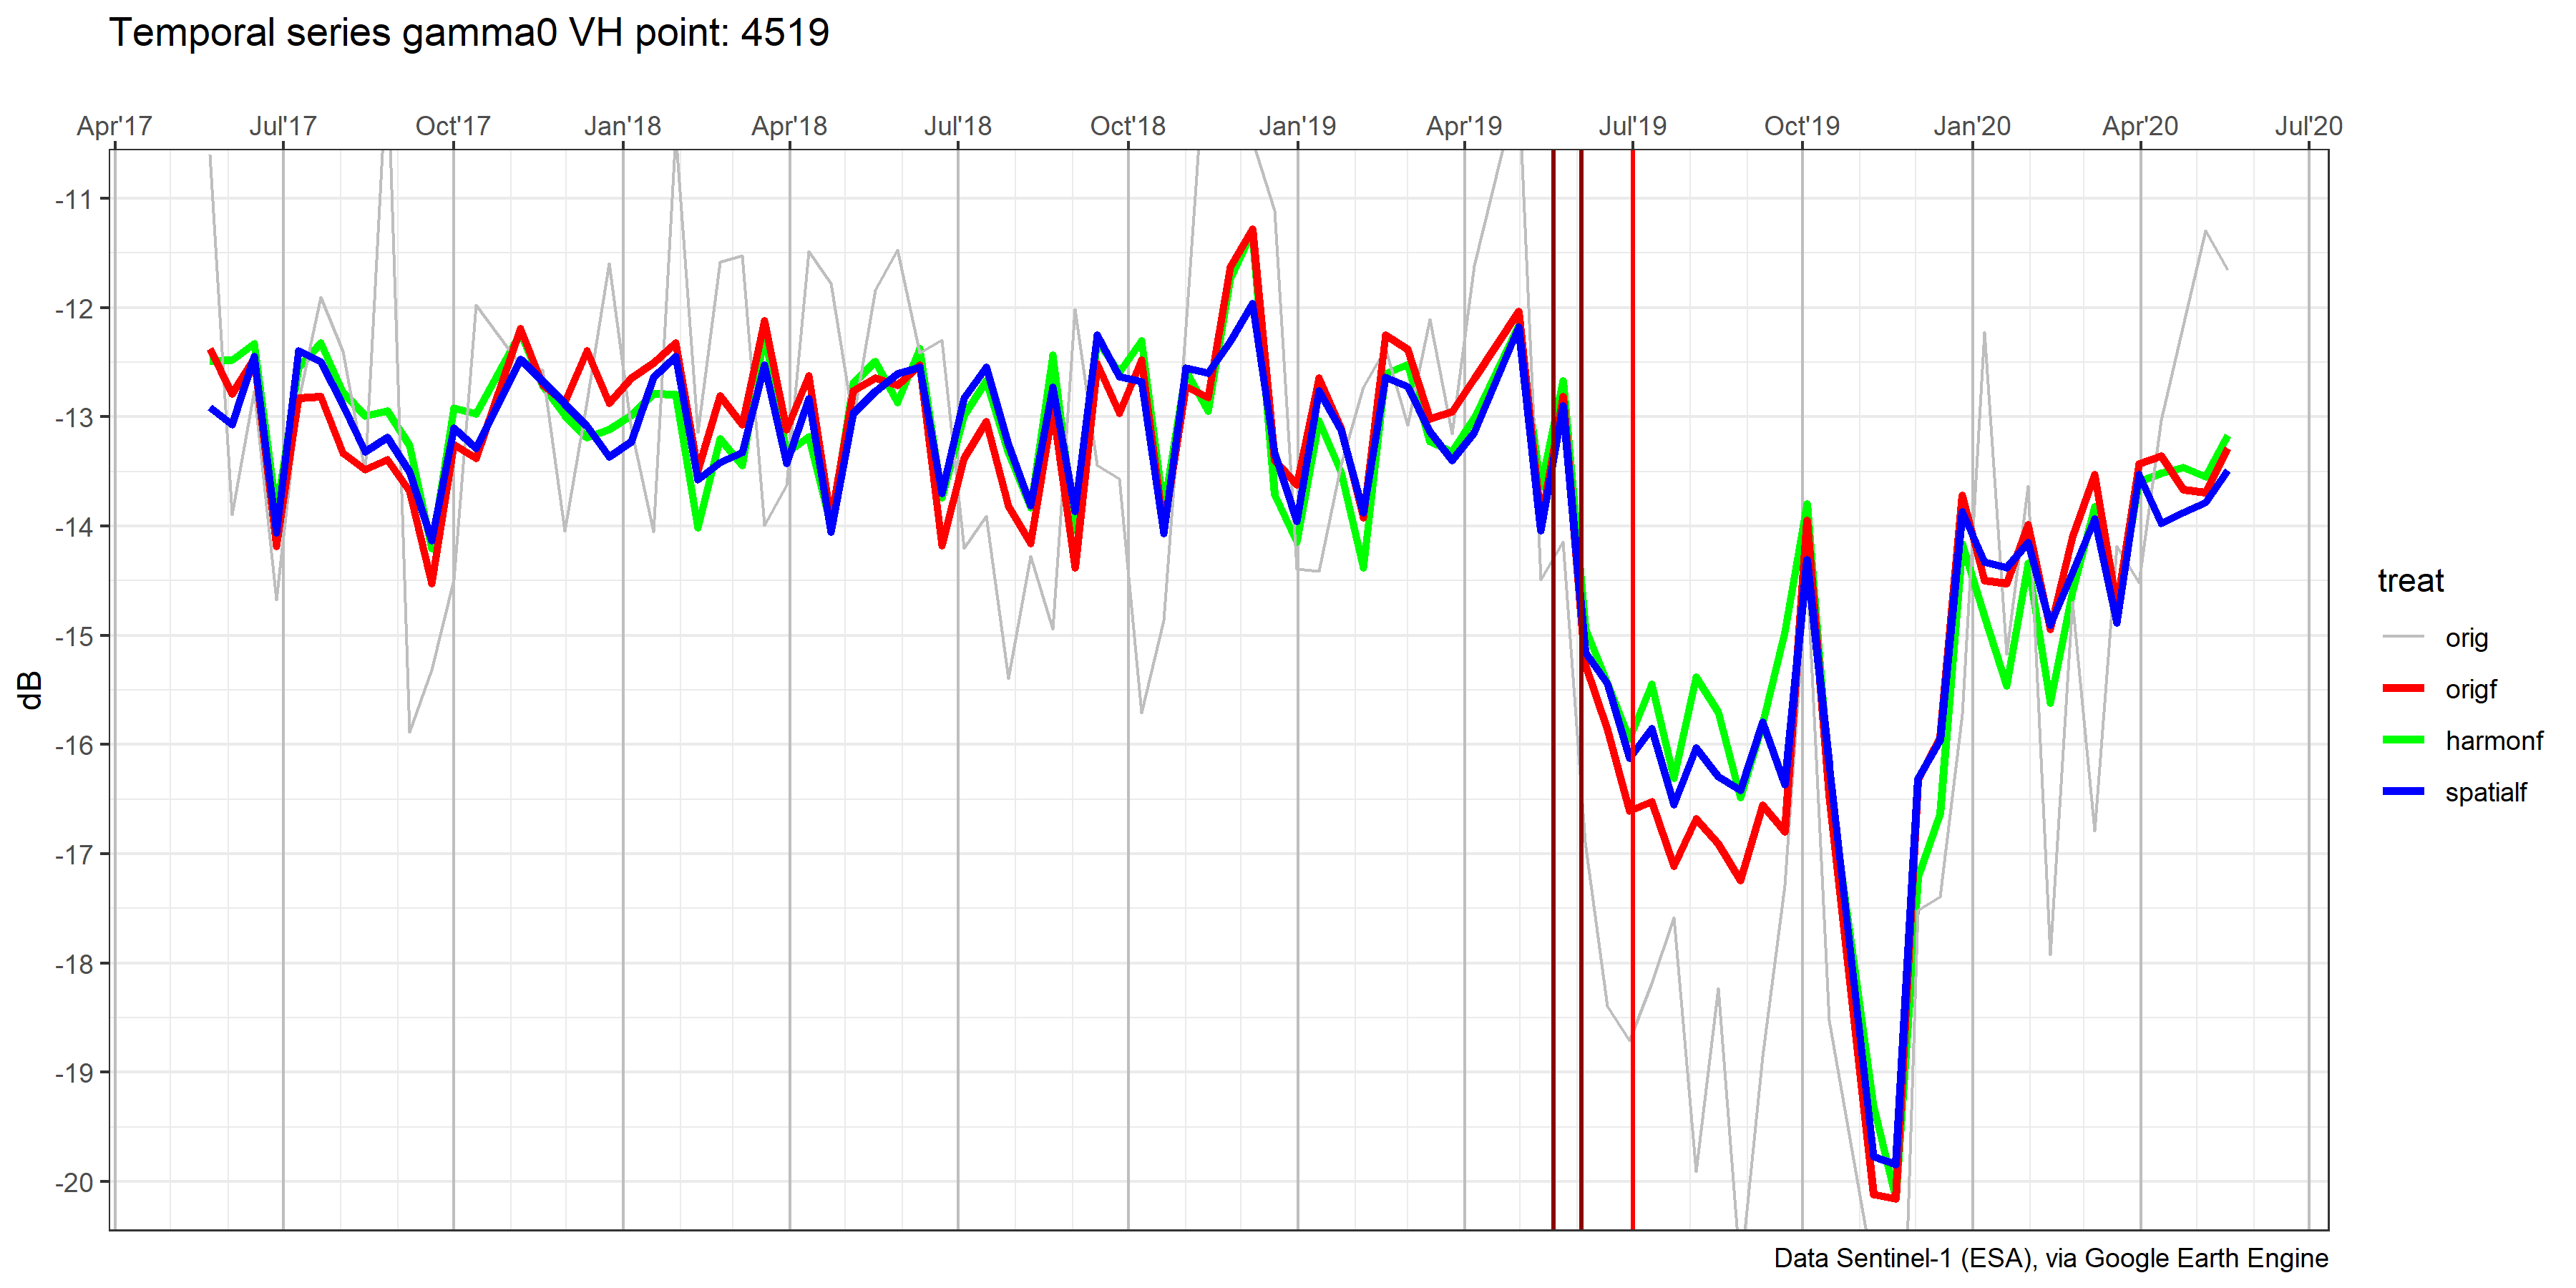 Temporal series gamma0 VH point: 4519
Apr'17 Jul'17 Oct'17 Jan'18 Apr'18 Jul'18 Oct'18 Jan'19 Apr'19 Jul'19 Oct'19 Jan'20 Apr'20 Jul'20
-11
-12
-13
-14
-15
-16
-17
-18
-19
-20
dB
treat
orig
origf
harmonf
spatialf
Data Sentinel-1 (ESA), via Google Earth Engine